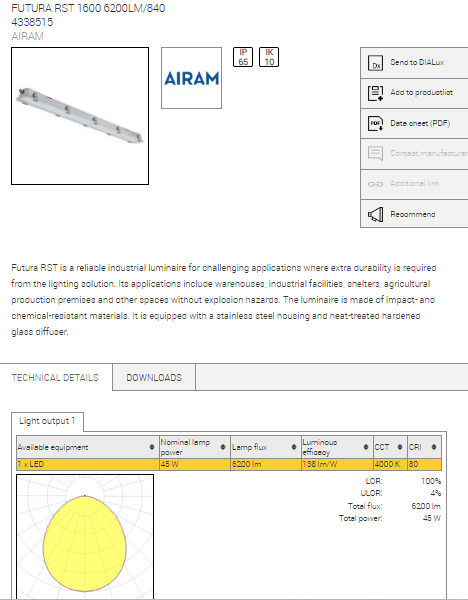 FUTURA RST 1600 6200LM/840
4338515
AIRAM
AIRAM
IP
65
IK
10
Dx
Send to DIALux
Add to productlist
PDF
Data sheet (PDF)
Contact manufacturer
Additional link
Recommend
Futura RST is a reliable industrial luminaire for challenging applications where extra durability is required
from the lighting solution. Its applications include warehouses, industrial facilities, shelters, agricultural
production premises and other spaces without explosion hazards. The luminaire is made of impact- and
chemical-resistant materials. It is equipped with a stainless steel housing and heat-treated hardened
glass diffuser.
TECHNICAL DETAILS
DOWNLOADS
Light output 1
Available equipment
Nominal lamp
power
Lamp flux
Luminous
efficacy
CCT
CRI
1 x LED
45 W
6200 lm
138 lm/W
4000 K
80
LOR: 100%
ULOR: 4%
Total flux: 6200 lm
Total power: 45 W